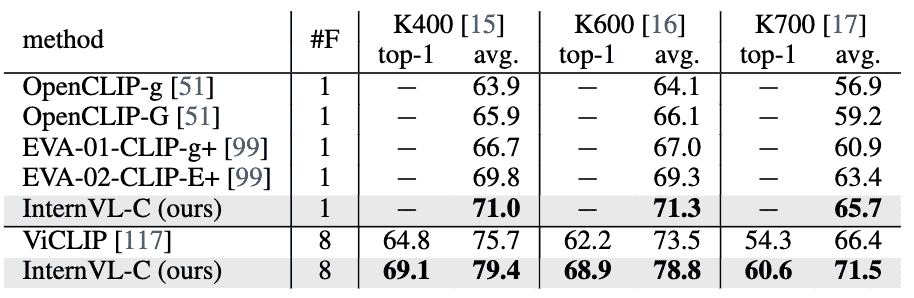 method #F K400 [15] K600 [16] K700 [17]
top-1 avg. top-1 avg. top-1 avg.
OpenCLIP-g [51] 1 — 63.9 — 64.1 — 56.9
OpenCLIP-G [51] 1 — 65.9 — 66.1 — 59.2
EVA-01-CLIP-g+ [99] 1 — 66.7 — 67.0 — 60.9
EVA-02-CLIP-E+ [99] 1 — 69.8 — 69.3 — 63.4
InternVL-C (ours) 1 — 71.0 — 71.3 — 65.7
ViCLIP [117] 8 64.8 75.7 62.2 73.5 54.3 66.4
InternVL-C (ours) 8 69.1 79.4 68.9 78.8 60.6 71.5